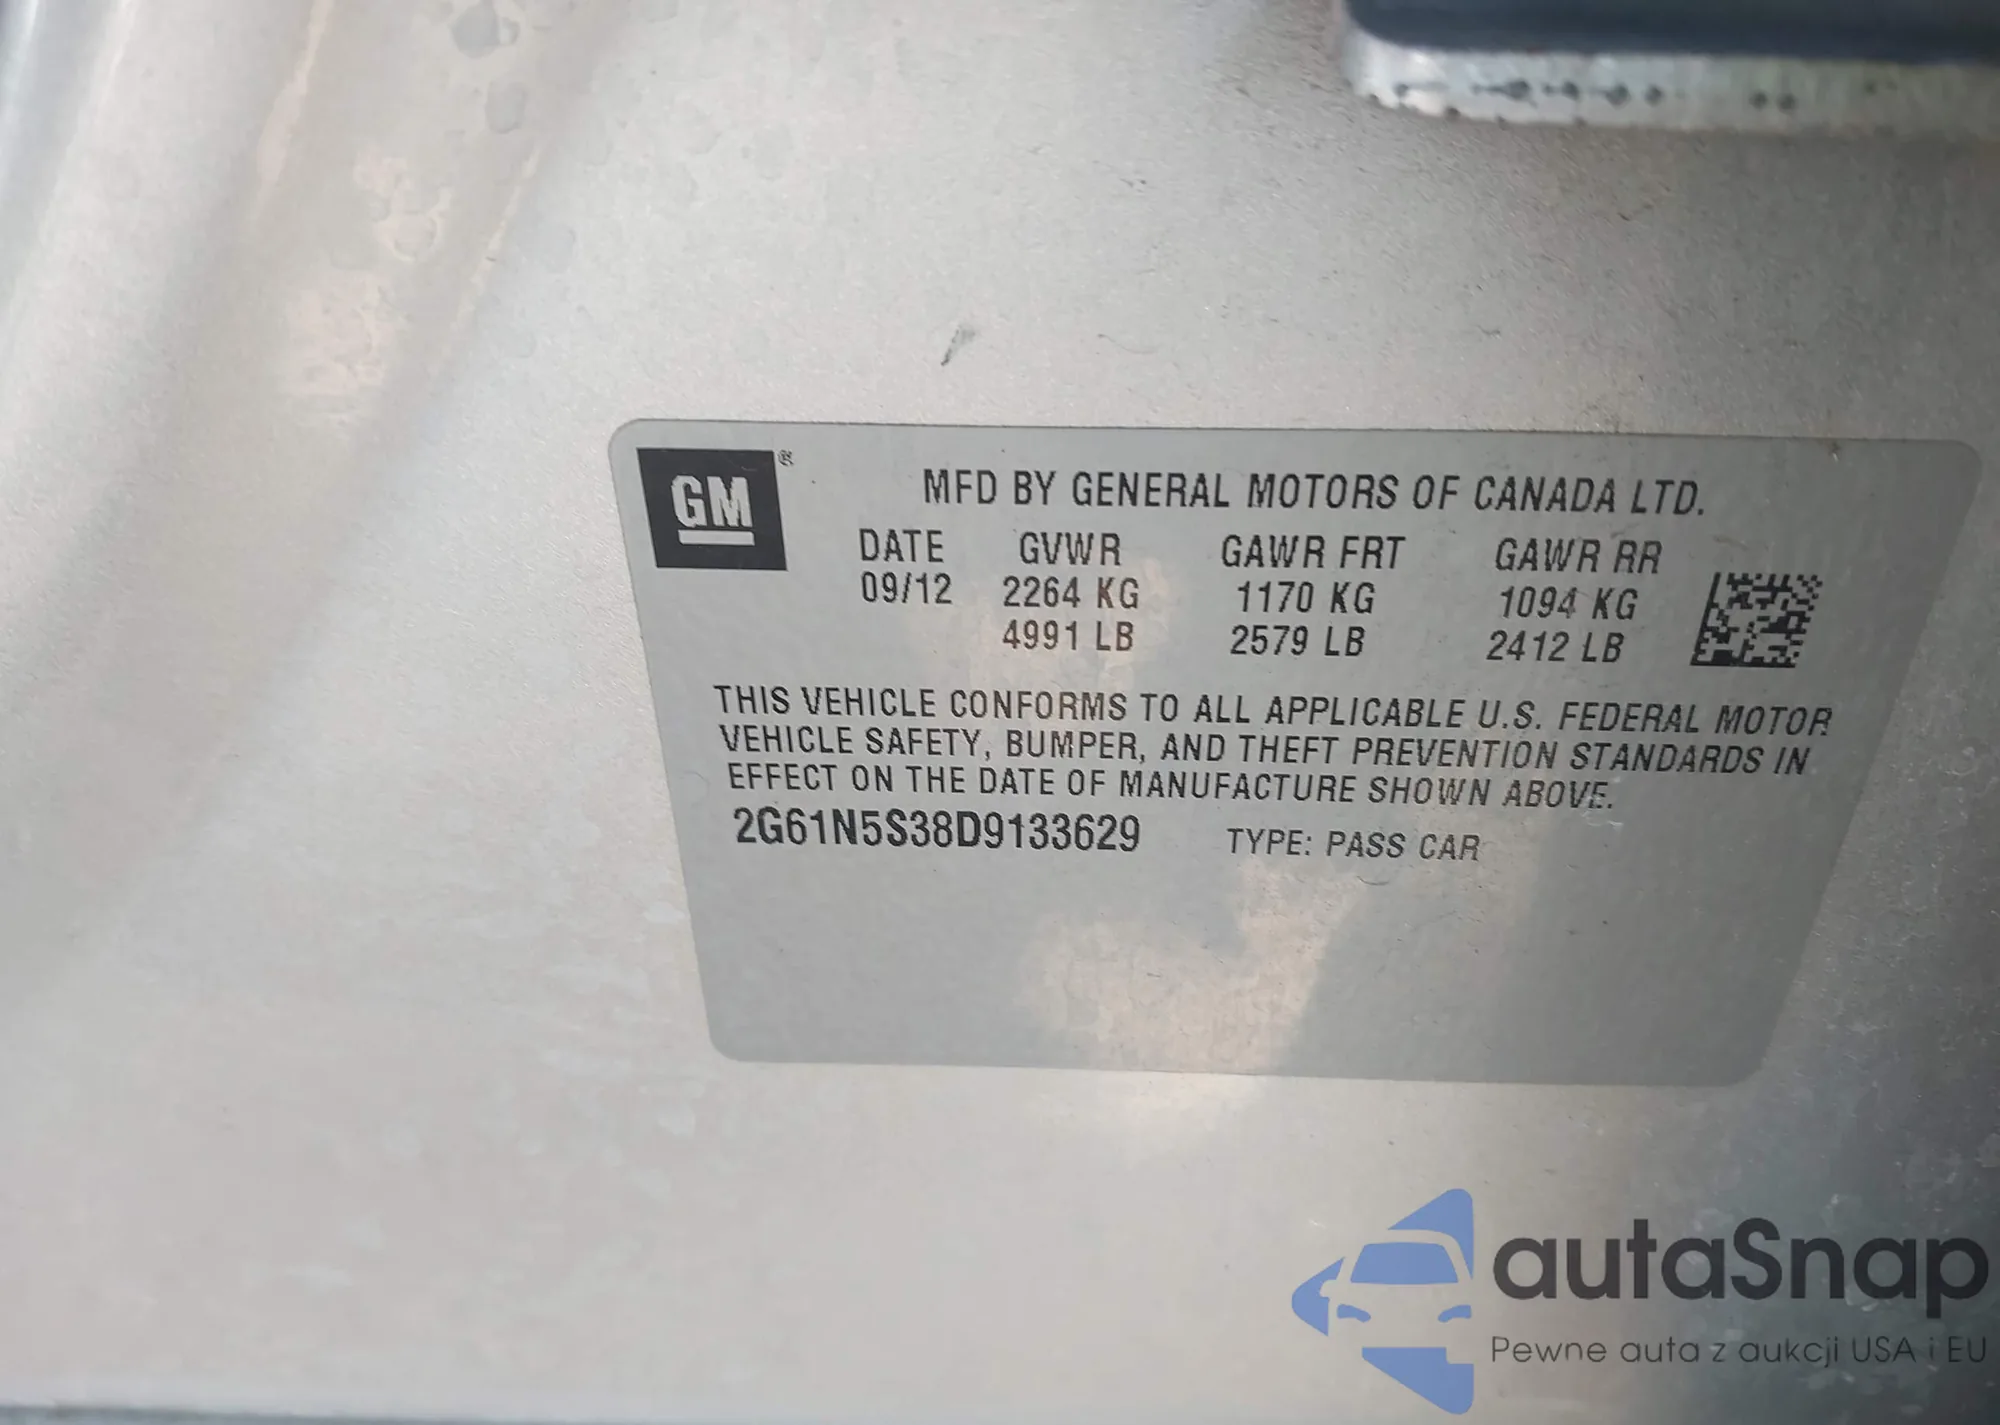 GM ®
MFD BY GENERAL MOTORS OF CANADA LTD.
DATE GVWR GAWR FRT GAWR RR
09/12 2264 KG 1170 KG 1094 KG
4991 LB 2579 LB 2412 LB
THIS VEHICLE CONFORMS TO ALL APPLICABLE U.S. FEDERAL MOTOR
VEHICLE SAFETY, BUMPER, AND THEFT PREVENTION STANDARDS IN
EFFECT ON THE DATE OF MANUFACTURE SHOWN ABOVE.
2G61N5S38D9133629 TYPE: PASS CAR
autaSnap
Pewne auta z aukcji USA i EU